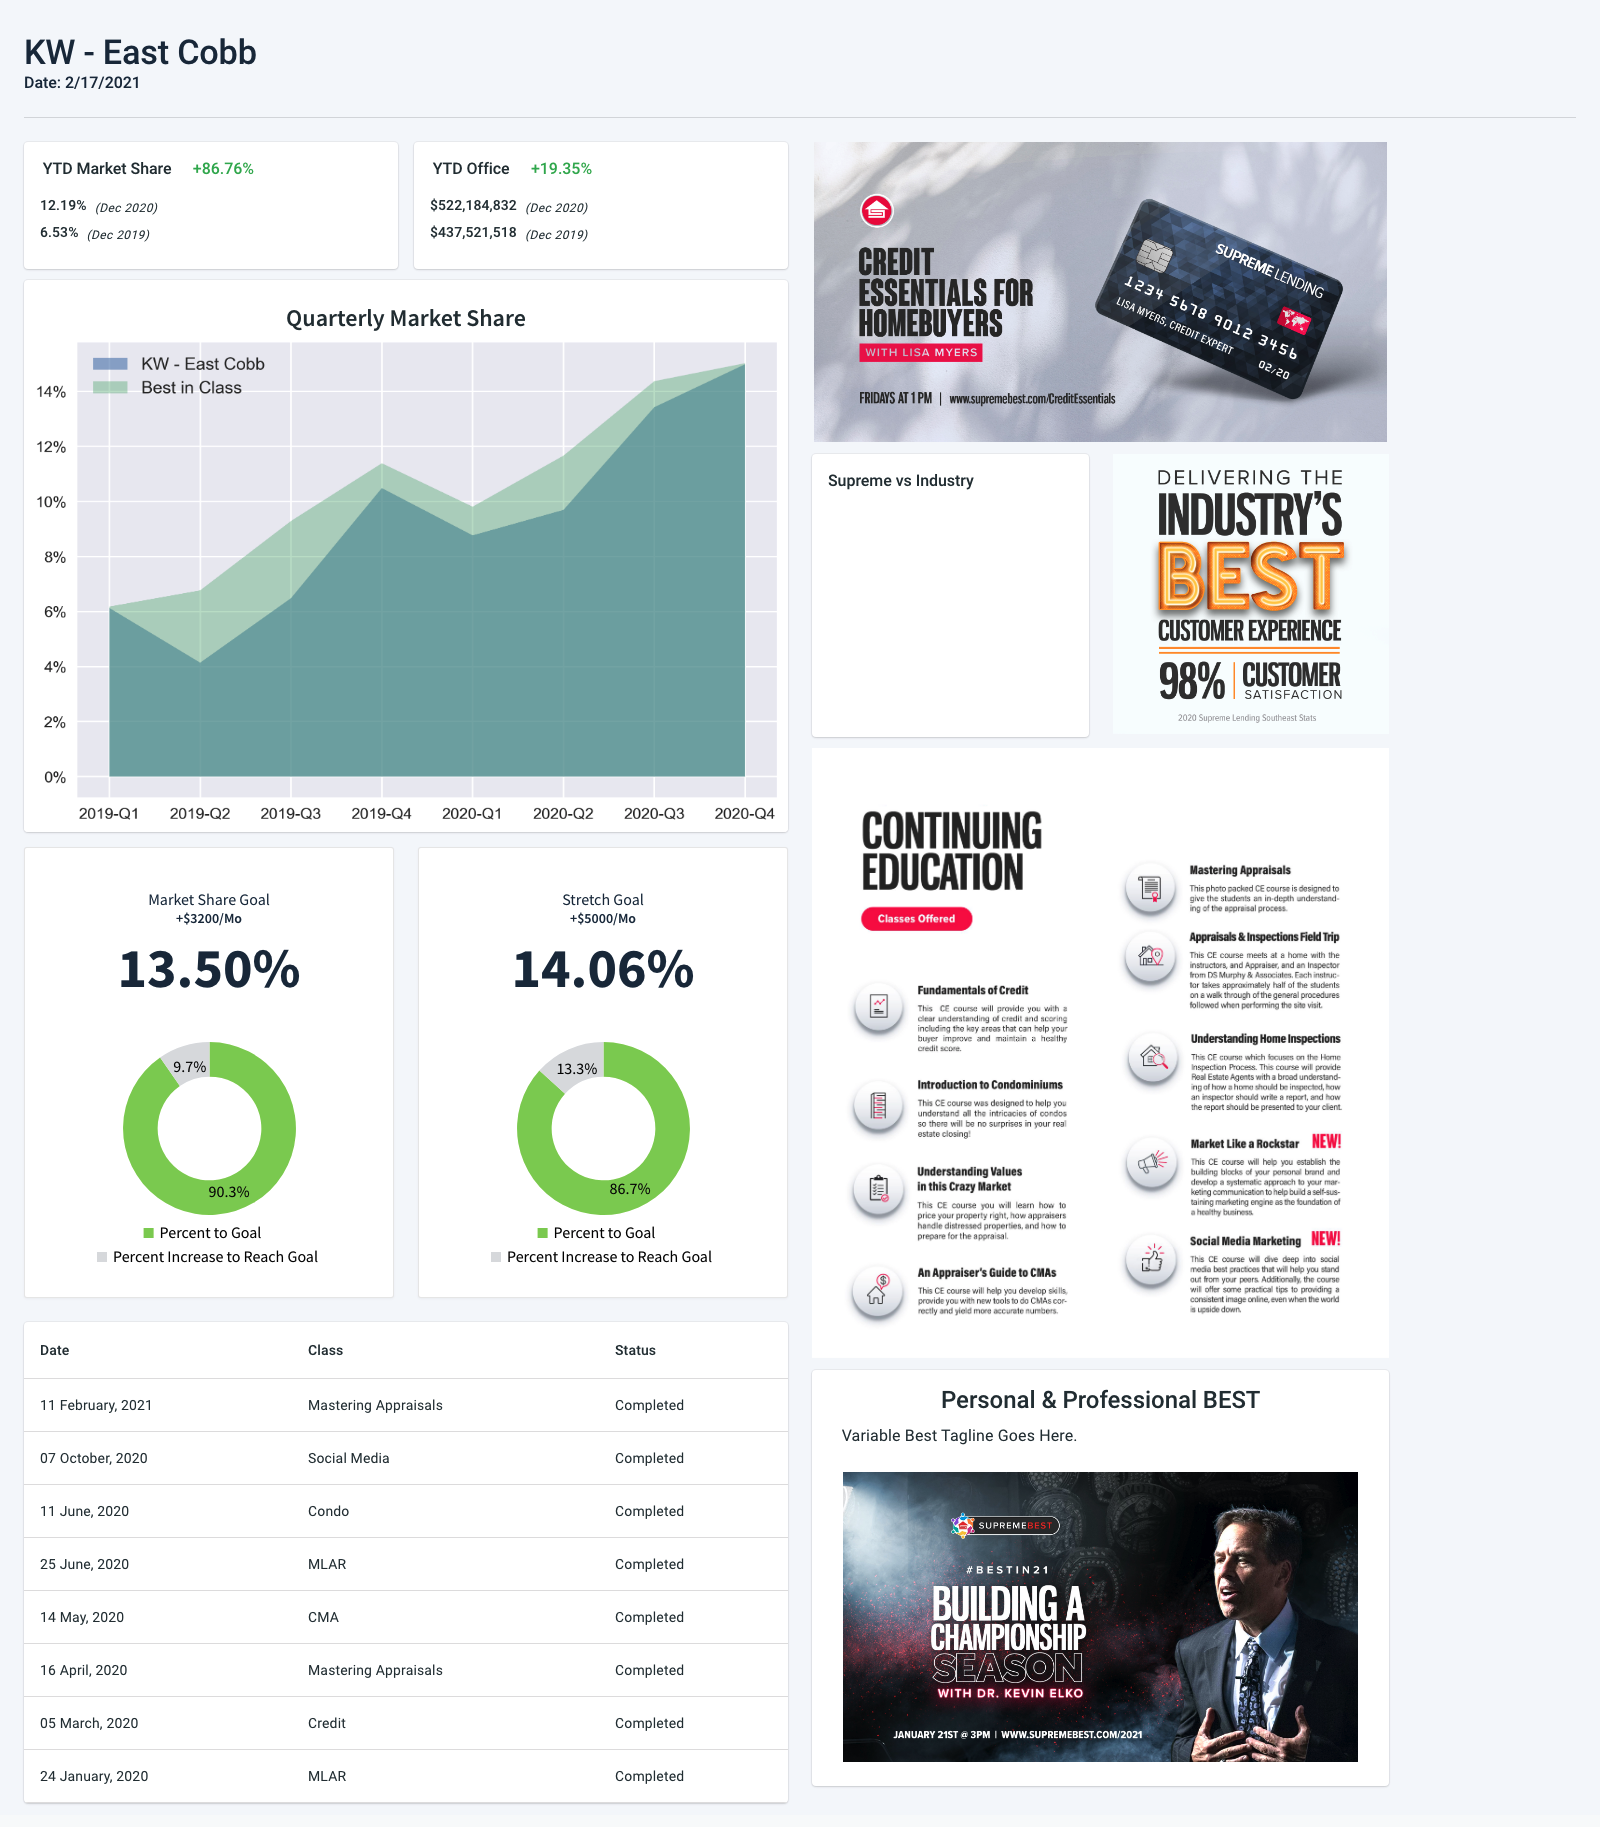 KW - East Cobb
Date: 2/17/2021
YTD Market Share +86.76%
12.19% (Dec 2020)
6.53% (Dec 2019)
YTD Office +19.35%
$522,184,832 (Dec 2020)
$437,521,518 (Dec 2019)
Quarterly Market Share
KW - East Cobb
Best in Class
14%
12%
10%
8%
6%
4%
2%
0%
2019-Q1 2019-Q2 2019-Q3 2019-Q4 2020-Q1 2020-Q2 2020-Q3 2020-Q4
Market Share Goal
+$3200/Mo
13.50%
9.7%
90.3%
Percent to Goal
Percent Increase to Reach Goal
Stretch Goal
+$5000/Mo
14.06%
13.3%
86.7%
Percent to Goal
Percent Increase to Reach Goal
Date Class Status
11 February, 2021 Mastering Appraisals Completed
07 October, 2020 Social Media Completed
11 June, 2020 Condo Completed
25 June, 2020 MLAR Completed
14 May, 2020 CMA Completed
16 April, 2020 Mastering Appraisals Completed
05 March, 2020 Credit Completed
24 January, 2020 MLAR Completed
CREDIT
ESSENTIALS FOR
HOMEBUYERS
WITH LISA MYERS
FRIDAYS AT 1 PM | www.supremebest.com/CreditEssentials
SUPREME LENDING
1234 5678 9012 3456
LISA MYERS, CREDIT EXPERT
02/20
Supreme vs Industry
DELIVERING THE
INDUSTRY'S
BEST
CUSTOMER EXPERIENCE
98% CUSTOMER
SATISFACTION
2020 Supreme Lending Southeast Stats
CONTINUING
EDUCATION
Classes Offered
Fundamentals of Credit
This CE course will provide you with a
clear understanding of credit and scoring
including the key areas that can help your
buyer improve and maintain a healthy
credit score.
Introduction to Condominiums
This CE course was designed to help you
understand all the intricacies of condos
so there will be no surprises in your real
estate closing!
Understanding Values
in this Crazy Market
This CE course you will learn how to
price your property right, how appraisers
handle distressed properties, and how to
prepare for the appraisal.
An Appraiser's Guide to CMAs
This CE course will help you develop skills,
provide you with new tools to do CMAs cor-
rectly and yield more accurate numbers.
Mastering Appraisals
This photo packed CE course is designed to
give the students an in-depth understand-
ing of the appraisal process.
Appraisals & Inspections Field Trip
This CE course meets at a home with the
instructors, and Appraiser, and an Inspector
from DS Murphy & Associates. Each instruc-
tor takes approximately half of the students
on a walk through of the general procedures
followed when performing the site visit.
Understanding Home Inspections
This CE course which focuses on the Home
Inspection Process. This course will provide
Real Estate Agents with a broad understand-
ing of how a home should be inspected, how
an inspector should write a report, and how
the report should be presented to your client.
Market Like a Rockstar NEW!
This CE course will help you establish the
building blocks of your personal brand and
develop a systematic approach to your mar-
keting communication to help build a self-sus-
taining marketing engine as the foundation of
a healthy business.
Social Media Marketing NEW!
This CE course will dive deep into social
media best practices that will help you stand
out from your peers. Additionally, the course
will offer some practical tips to providing a
consistent image online, even when the world
is upside down.
Personal & Professional BEST
Variable Best Tagline Goes Here.
SUPREMEBEST
#BESTIN21
BUILDING A
CHAMPIONSHIP
SEASON
WITH DR. KEVIN ELKO
JANUARY 21ST @ 3PM | WWW.SUPREMEBEST.COM/2021